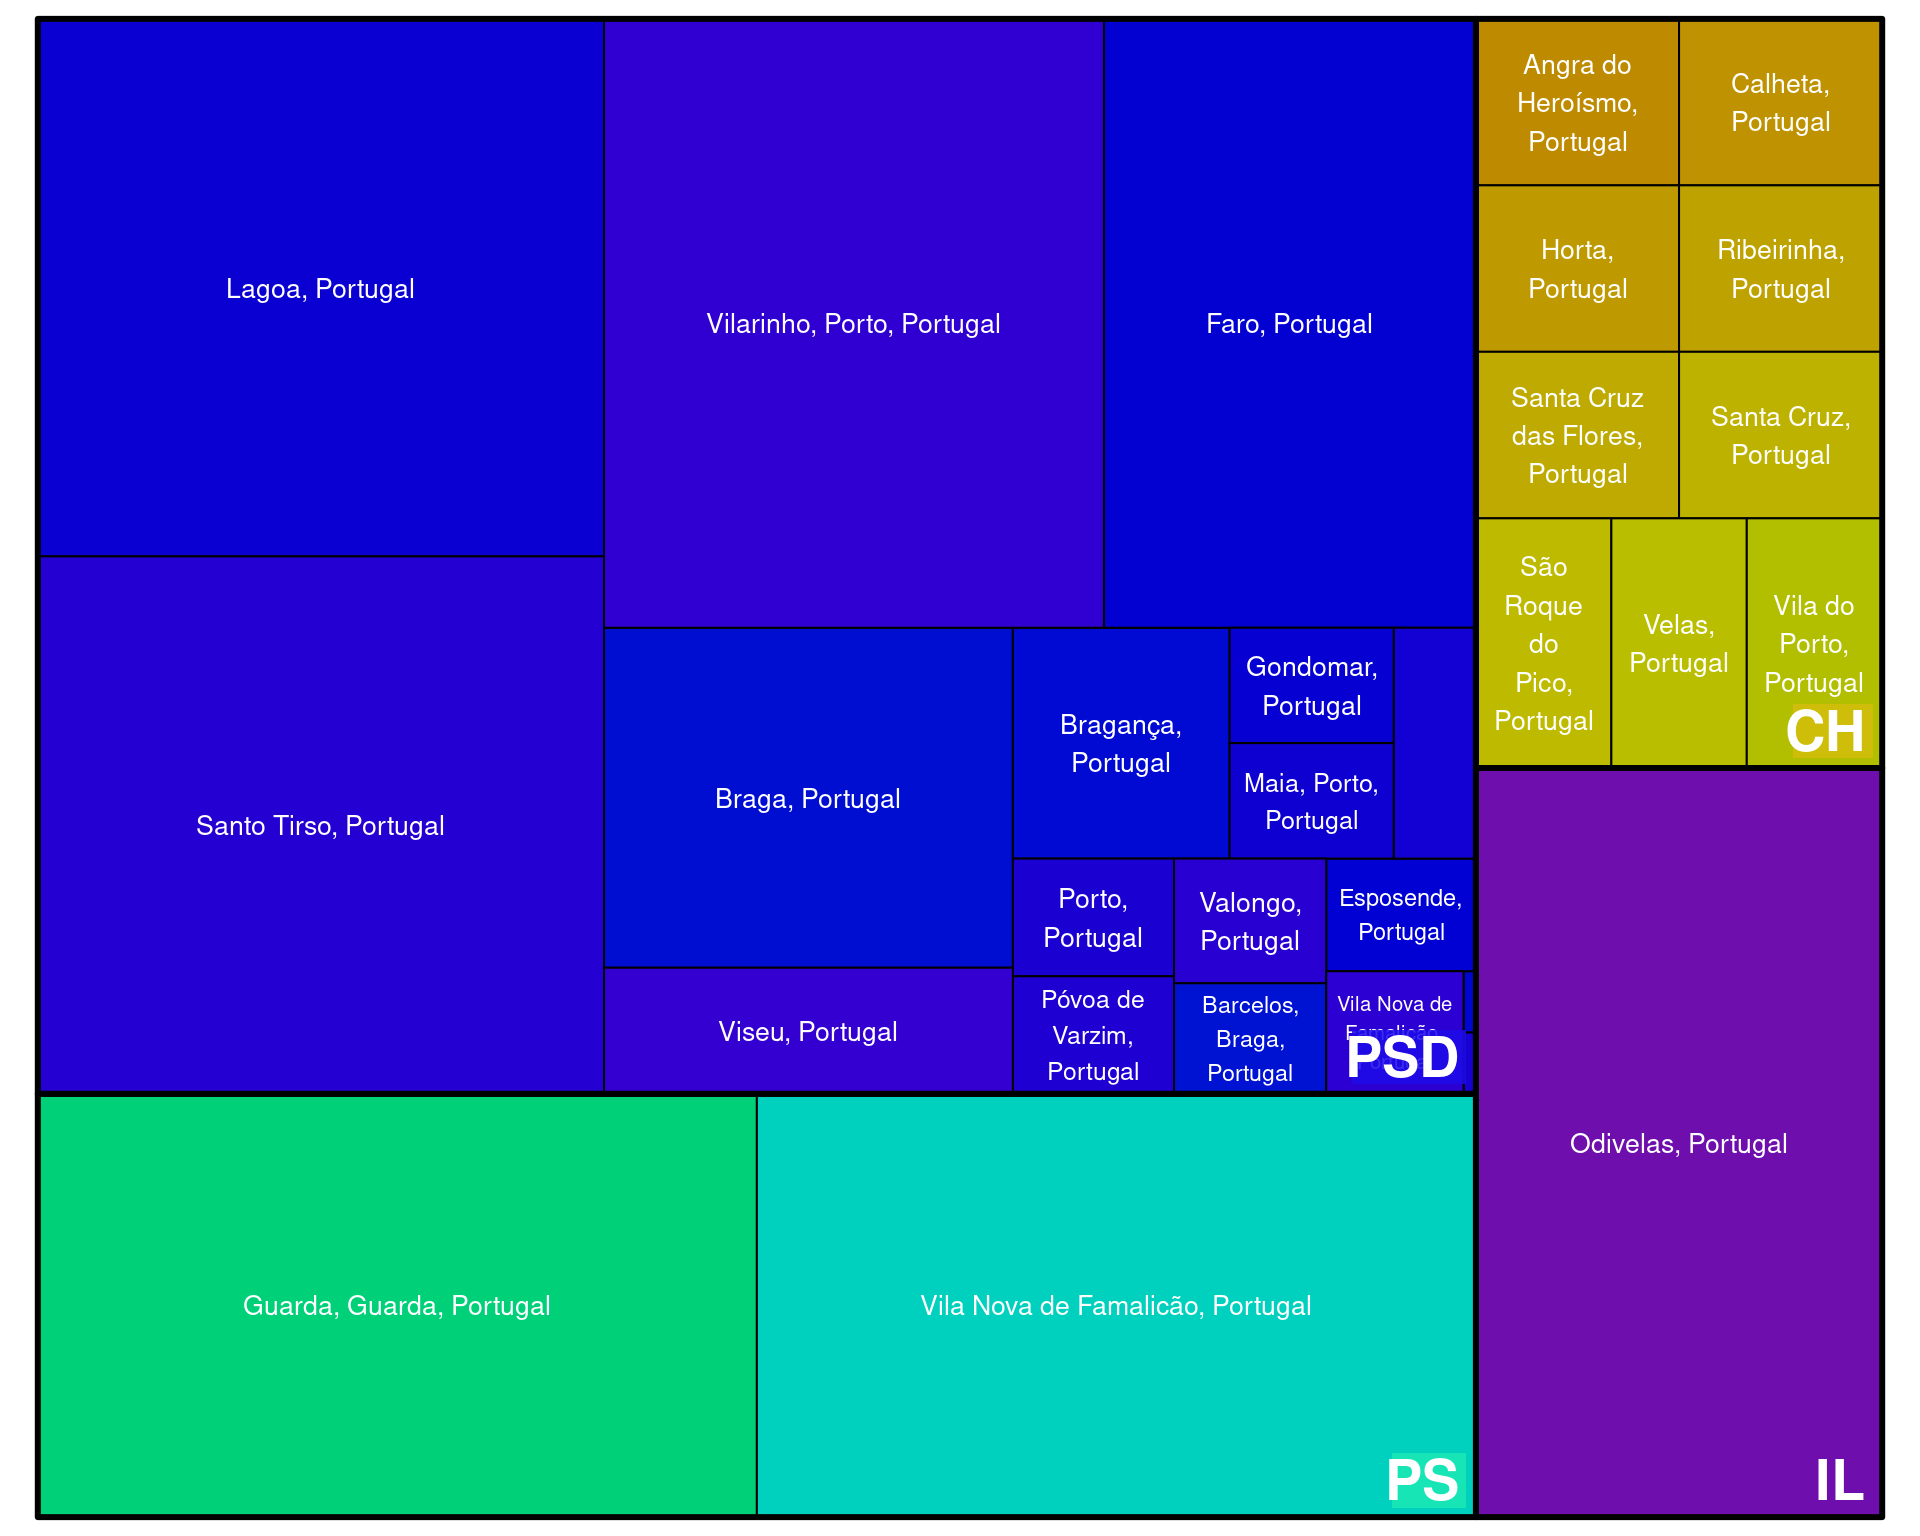 Lagoa, Portugal
Vilarinho, Porto, Portugal
Faro, Portugal
Santo Tirso, Portugal
Braga, Portugal
Viseu, Portugal
Bragança,
Portugal
Gondomar,
Portugal
Maia, Porto,
Portugal
Porto,
Portugal
Valongo,
Portugal
Esposende,
Portugal
Póvoa de
Varzim,
Portugal
Barcelos,
Braga,
Portugal
Vila Nova de
PSD
Guarda, Guarda, Portugal
Vila Nova de Famalicão, Portugal
PS
Angra do
Heroísmo,
Portugal
Calheta,
Portugal
Horta,
Portugal
Ribeirinha,
Portugal
Santa Cruz
das Flores,
Portugal
Santa Cruz,
Portugal
São
Roque
do
Pico,
Portugal
Velas,
Portugal
Vila do
Porto,
Portugal
CH
Odivelas, Portugal
IL